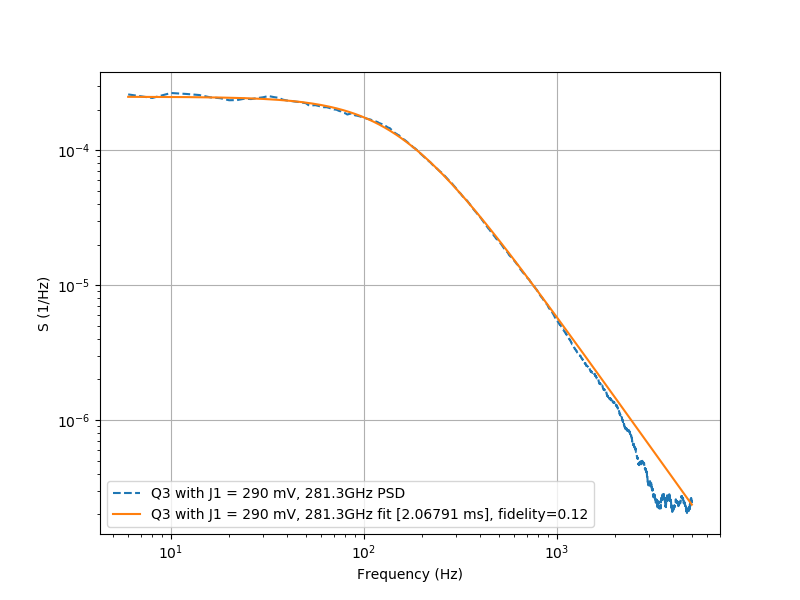 S (1/Hz)
10⁻⁴
10⁻⁵
10⁻⁶
Q3 with J1 = 290 mV, 281.3GHz PSD
Q3 with J1 = 290 mV, 281.3GHz fit [2.06791 ms], fidelity=0.12
10¹ 10² 10³
Frequency (Hz)